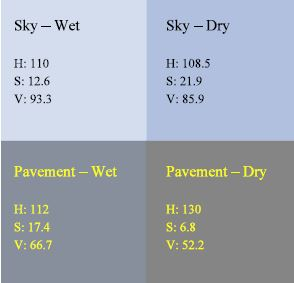 Sky – Wet
H: 110
S: 12.6
V: 93.3
Sky – Dry
H: 108.5
S: 21.9
V: 85.9
Pavement – Wet
H: 112
S: 17.4
V: 66.7
Pavement – Dry
H: 130
S: 6.8
V: 52.2